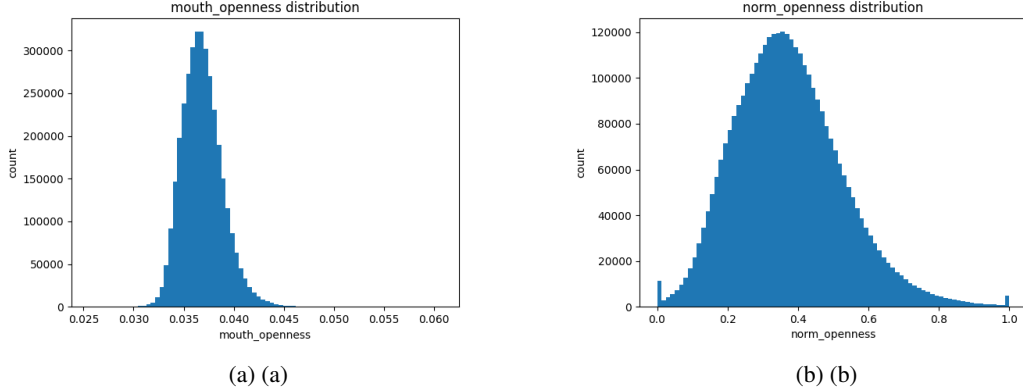 mouth_openness distribution
count
300000
250000
200000
150000
100000
50000
0
0.025 0.030 0.035 0.040 0.045 0.050 0.055 0.060
mouth_openness
(a) (a)
norm_openness distribution
count
120000
100000
80000
60000
40000
20000
0
0.0 0.2 0.4 0.6 0.8 1.0
norm_openness
(b) (b)